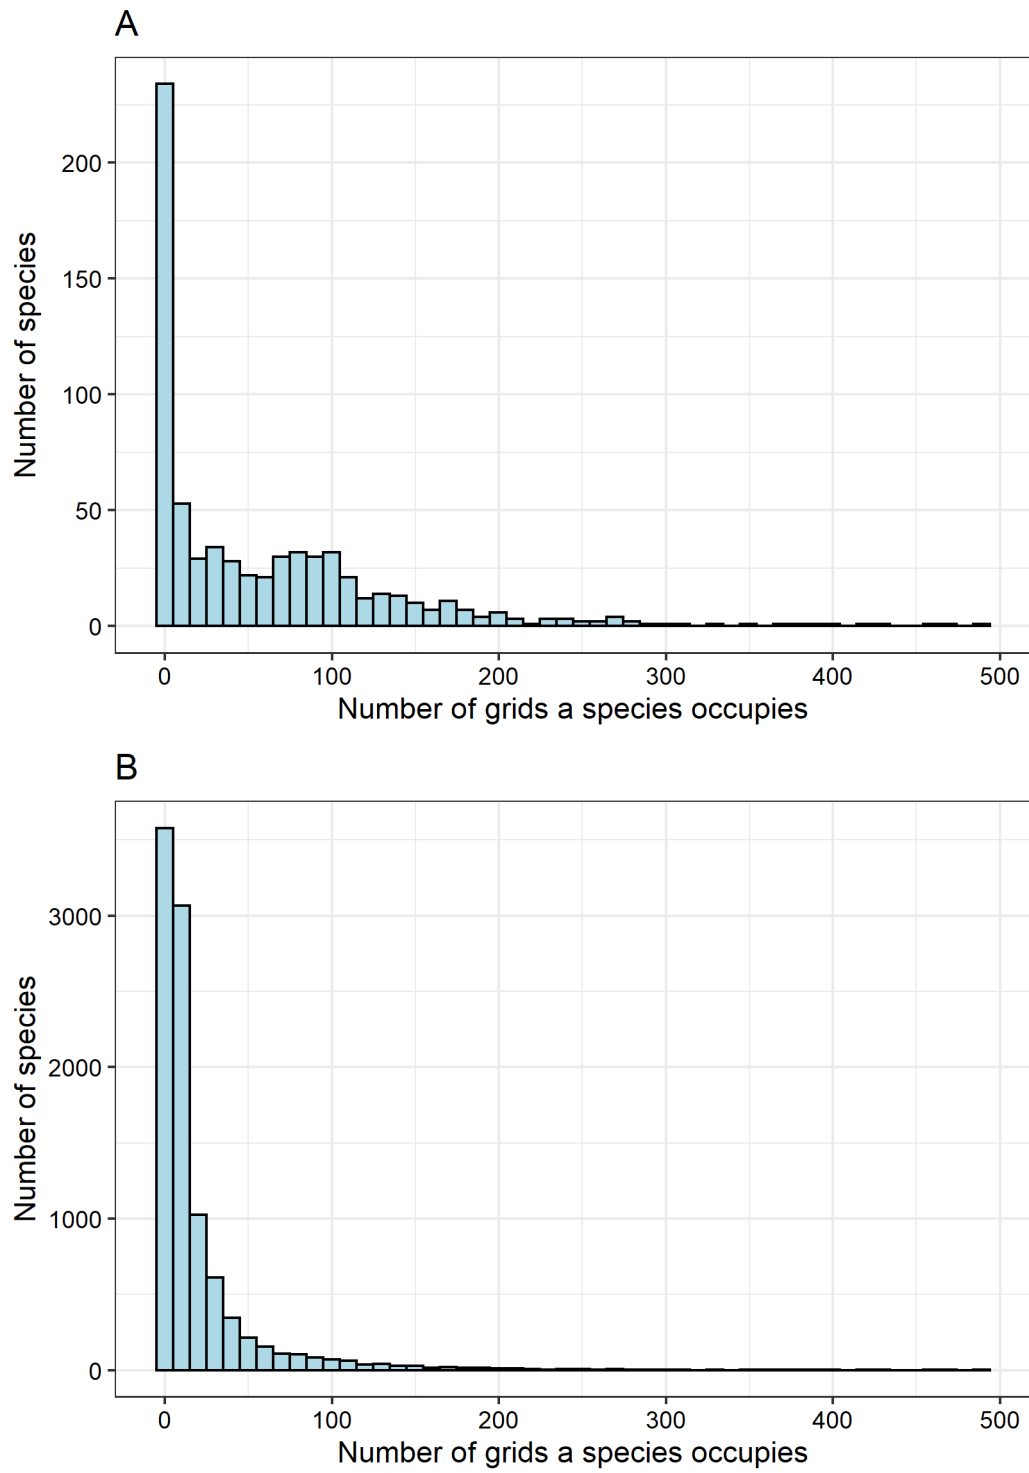 A
Number of species
200
150
100
50
0
0 100 200 300 400 500
Number of grids a species occupies
B
Number of species
3000
2000
1000
0
0 100 200 300 400 500
Number of grids a species occupies